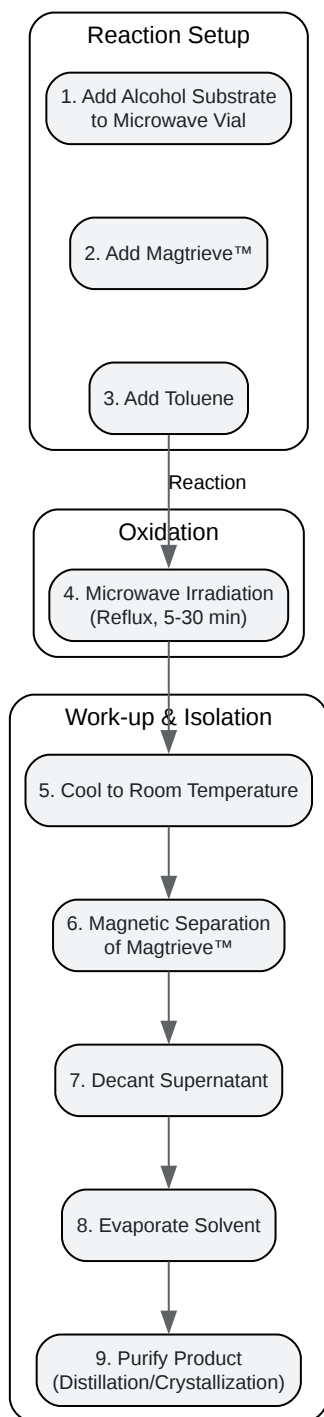 Reaction Setup
1. Add Alcohol Substrate
to Microwave Vial
2. Add Magtrieve™
3. Add Toluene
Reaction
Oxidation
4. Microwave Irradiation
(Reflux, 5-30 min)
Work-up & Isolation
5. Cool to Room Temperature
6. Magnetic Separation
of Magtrieve™
7. Decant Supernatant
8. Evaporate Solvent
9. Purify Product
(Distillation/Crystallization)